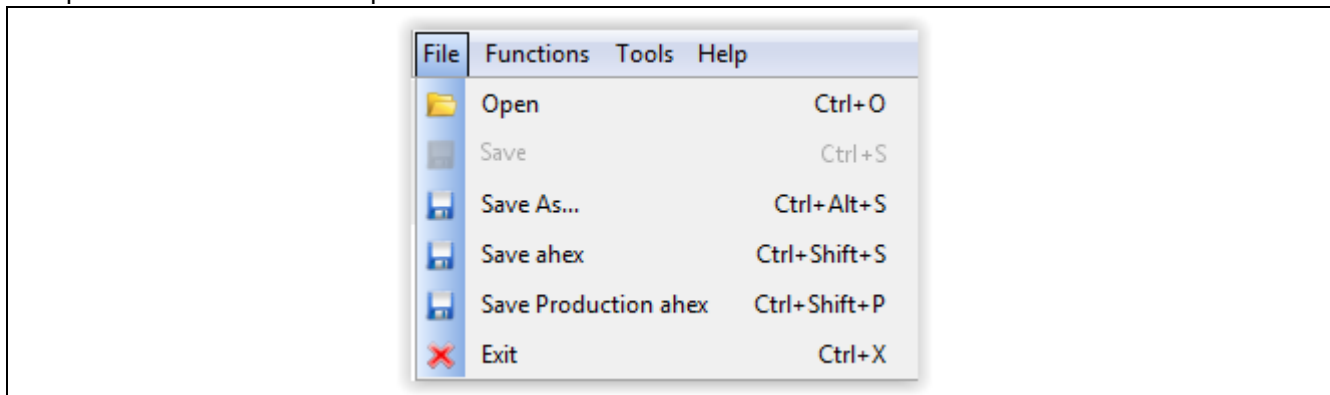 File Functions Tools Help
Open Ctrl+O
Save Ctrl+S
Save As... Ctrl+Alt+S
Save ahex Ctrl+Shift+S
Save Production ahex Ctrl+Shift+P
Exit Ctrl+X